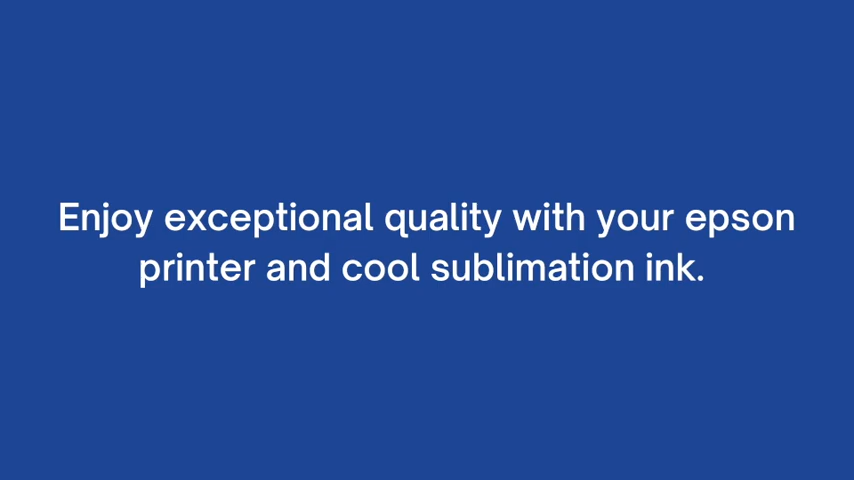 Enjoy exceptional quality with your epson
printer and cool sublimation ink.